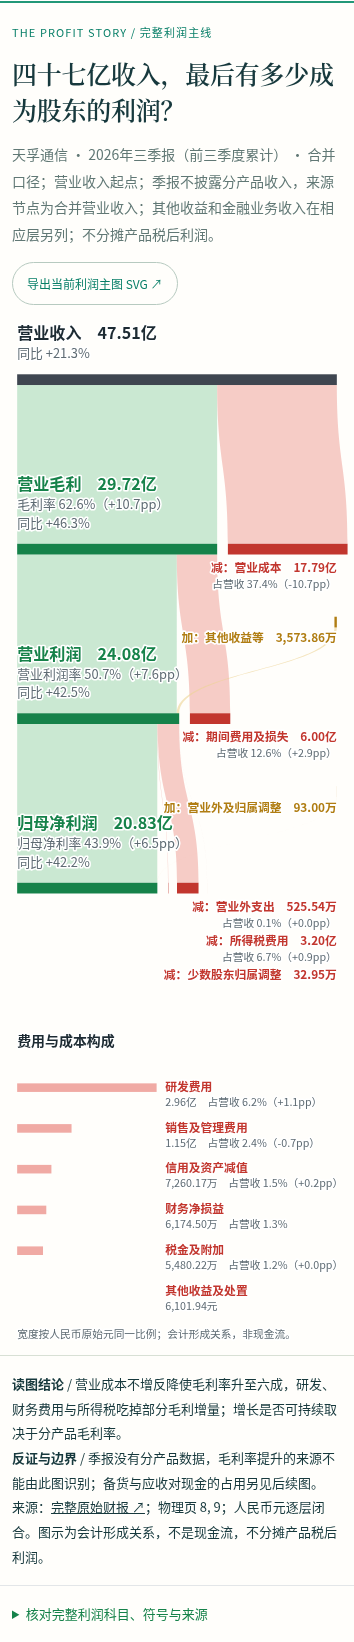 THE PROFIT STORY / 完整利润主线
四十七亿收入，最后有多少成
为股东的利润？
天孚通信 · 2026年三季报（前三季度累计） · 合并
口径；营业收入起点；季报不披露分产品收入，来源
节点为合并营业收入；其他收益和金融业务收入在相
应层另列；不分摊产品税后利润。
导出当前利润主图 SVG ↗
营业收入 47.51亿
同比 +21.3%
营业毛利 29.72亿
毛利率 62.6%（+10.7pp）
同比 +46.3%
减：营业成本 17.79亿
占营收 37.4%（-10.7pp）
加：其他收益等 3,573.86万
营业利润 24.08亿
营业利润率 50.7%（+7.6pp）
同比 +42.5%
减：期间费用及损失 6.00亿
占营收 12.6%（+2.9pp）
加：营业外及归属调整 93.00万
归母净利润 20.83亿
归母净利率 43.9%（+6.5pp）
同比 +42.2%
减：营业外支出 525.54万
占营收 0.1%（+0.0pp）
减：所得税费用 3.20亿
占营收 6.7%（+0.9pp）
减：少数股东归属调整 32.95万
费用与成本构成
研发费用
2.96亿 占营收 6.2%（+1.1pp）
销售及管理费用
1.15亿 占营收 2.4%（-0.7pp）
信用及资产减值
7,260.17万 占营收 1.5%（+0.2pp）
财务净损益
6,174.50万 占营收 1.3%
税金及附加
5,480.22万 占营收 1.2%（+0.0pp）
其他收益及处置
6,101.94元
宽度按人民币原始元同一比例；会计形成关系，非现金流。
读图结论 / 营业成本不增反降使毛利率升至六成，研发、
财务费用与所得税吃掉部分毛利增量；增长是否可持续取
决于分产品毛利率。
反证与边界 / 季报没有分产品数据，毛利率提升的来源不
能由此图识别；备货与应收对现金的占用另见后续图。
来源：完整原始财报 ↗；物理页 8, 9；人民币元逐层闭
合。图示为会计形成关系，不是现金流，不分摊产品税后
利润。
▶ 核对完整利润科目、符号与来源